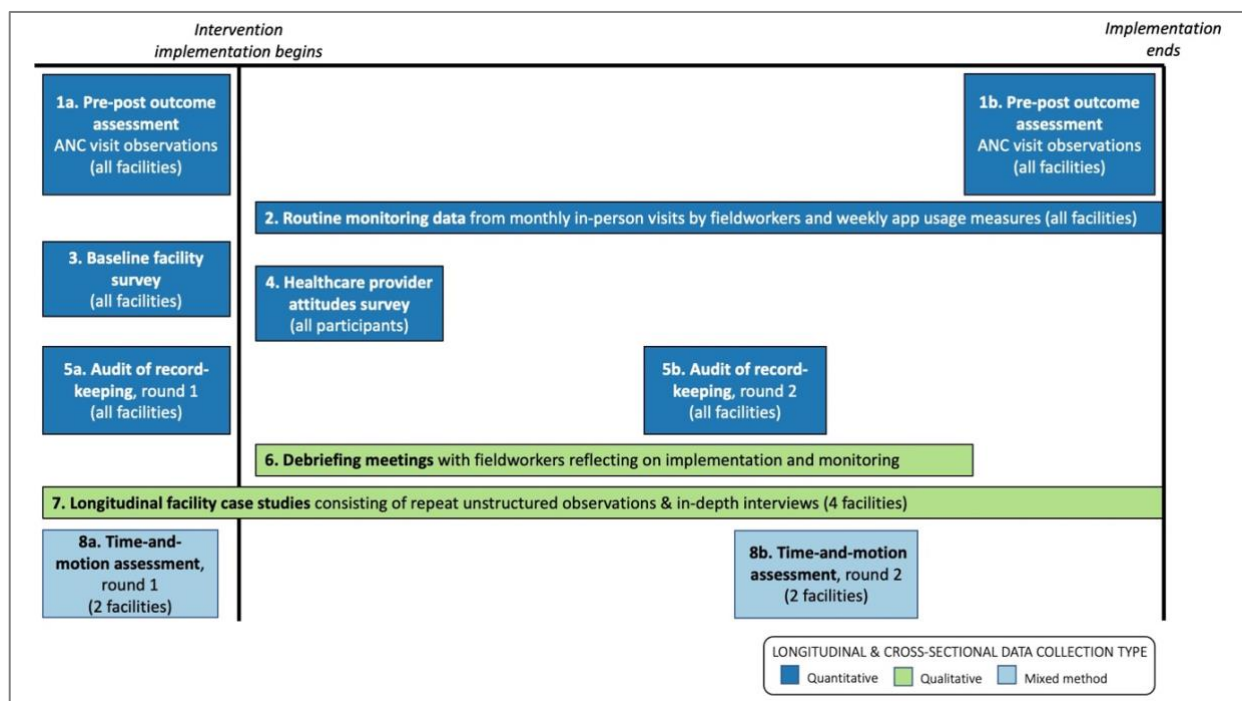 Intervention
implementation begins
Implementation
ends
1a. Pre-post outcome
assessment
ANC visit observations
(all facilities)
1b. Pre-post outcome
assessment
ANC visit observations
(all facilities)
2. Routine monitoring data from monthly in-person visits by fieldworkers and weekly app usage measures (all facilities)
3. Baseline facility
survey
(all facilities)
4. Healthcare provider
attitudes survey
(all participants)
5a. Audit of record-
keeping, round 1
(all facilities)
5b. Audit of record-
keeping, round 2
(all facilities)
6. Debriefing meetings with fieldworkers reflecting on implementation and monitoring
7. Longitudinal facility case studies consisting of repeat unstructured observations & in-depth interviews (4 facilities)
8a. Time-and-
motion assessment,
round 1
(2 facilities)
8b. Time-and-motion
assessment, round 2
(2 facilities)
LONGITUDINAL & CROSS-SECTIONAL DATA COLLECTION TYPE
Quantitative Qualitative Mixed method